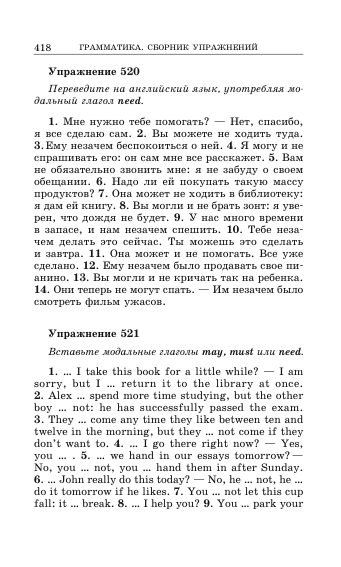 418 ГРАММАТИКА. СБОРНИК УПРАЖНЕНИЙ
Упражнение 520
Переведите на английский язык, употребляя мо-
дальный глагол need.
1. Мне нужно тебе помогать? — Нет, спасибо,
я все сделаю сам. 2. Вы можете не ходить туда.
3. Ему незачем беспокоиться о ней. 4. Я могу и не
спрашивать его: он сам мне все расскажет. 5. Вам
не обязательно звонить мне: я не забуду о своем
обещании. 6. Надо ли ей покупать такую массу
продуктов? 7. Она может не ходить в библиотеку:
я дам ей книгу. 8. Вы могли и не брать зонт: я уве-
рен, что дождя не будет. 9. У нас много времени
в запасе, и нам незачем спешить. 10. Тебе неза-
чем делать это сейчас. Ты можешь это сделать
и завтра. 11. Она может и не помогать. Все уже
сделано. 12. Ему незачем было продавать свое пи-
анино. 13. Вы могли и не кричать так на ребенка.
14. Они теперь не могут спать. — Им незачем было
смотреть фильм ужасов.
Упражнение 521
Вставьте модальные глаголы may, must или need.
1. ... I take this book for a little while? — I am
sorry, but I ... return it to the library at once.
2. Alex ... spend more time studying, but the other
boy ... not: he has successfully passed the exam.
3. They ... come any time they like between ten and
twelve in the morning, but they ... not come if they
don't want to. 4. ... I go there right now? — Yes,
you ... . 5. ... we hand in our essays tomorrow? —
No, you ... not, you ... hand them in after Sunday.
6. ... John really do this today? — No, he ... not, he ...
do it tomorrow if he likes. 7. You ... not let this cup
fall: it ... break. 8. ... I help you? 9. You ... park your